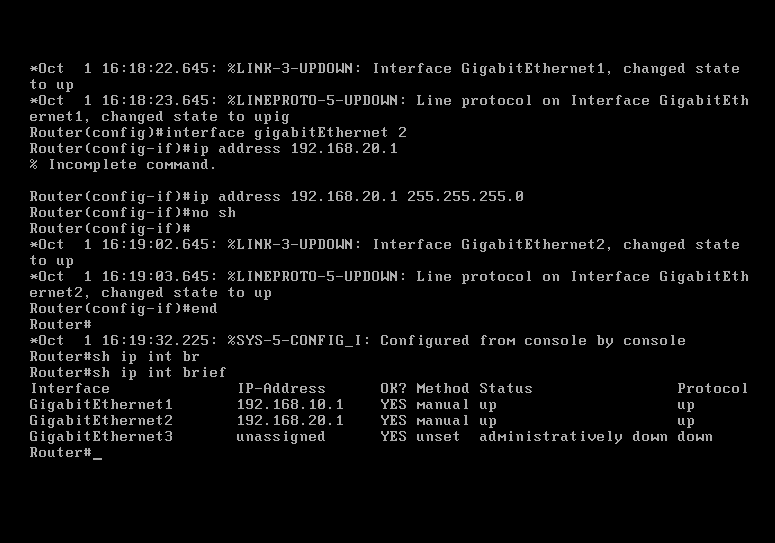 *Oct  1 16:18:22.645: %LINK-3-UPDOWN: Interface GigabitEthernet1, changed state
to up
*Oct  1 16:18:23.645: %LINEPROTO-5-UPDOWN: Line protocol on Interface GigabitEth
ernet1, changed state to upig
Router(config)#interface gigabitEthernet 2
Router(config-if)#ip address 192.168.20.1
% Incomplete command.

Router(config-if)#ip address 192.168.20.1 255.255.255.0
Router(config-if)#no sh
Router(config-if)#
*Oct  1 16:19:02.645: %LINK-3-UPDOWN: Interface GigabitEthernet2, changed state
to up
*Oct  1 16:19:03.645: %LINEPROTO-5-UPDOWN: Line protocol on Interface GigabitEth
ernet2, changed state to up
Router(config-if)#end
Router#
*Oct  1 16:19:32.225: %SYS-5-CONFIG_I: Configured from console by console
Router#sh ip int br
Router#sh ip int brief
Interface              IP-Address      OK? Method Status                Protocol
GigabitEthernet1       192.168.10.1    YES manual up                    up
GigabitEthernet2       192.168.20.1    YES manual up                    up
GigabitEthernet3       unassigned      YES unset  administratively down down
Router#_